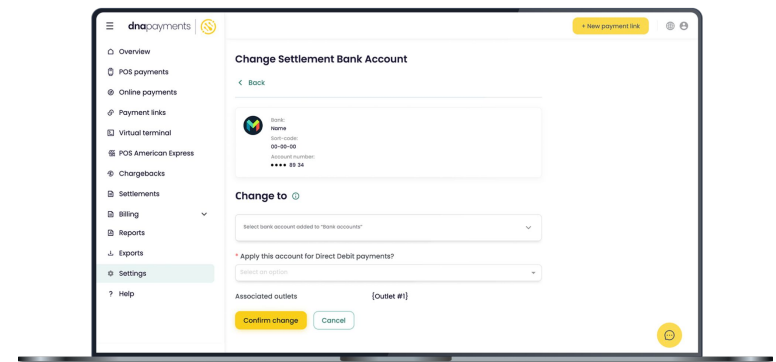 dnapayments
+ New payment link
Overview
POS payments
Online payments
Payment links
Virtual terminal
POS American Express
Chargebacks
Settlements
Billing
Reports
Exports
Settings
? Help
Change Settlement Bank Account
Back
Bank:
Name
Sort-code:
00-00-00
Account number:
•••• 88 34
Change to
Select bank account added to "Bank accounts"
* Apply this account for Direct Debit payments?
Select an option
Associated outlets {Outlet #1}
Confirm change Cancel